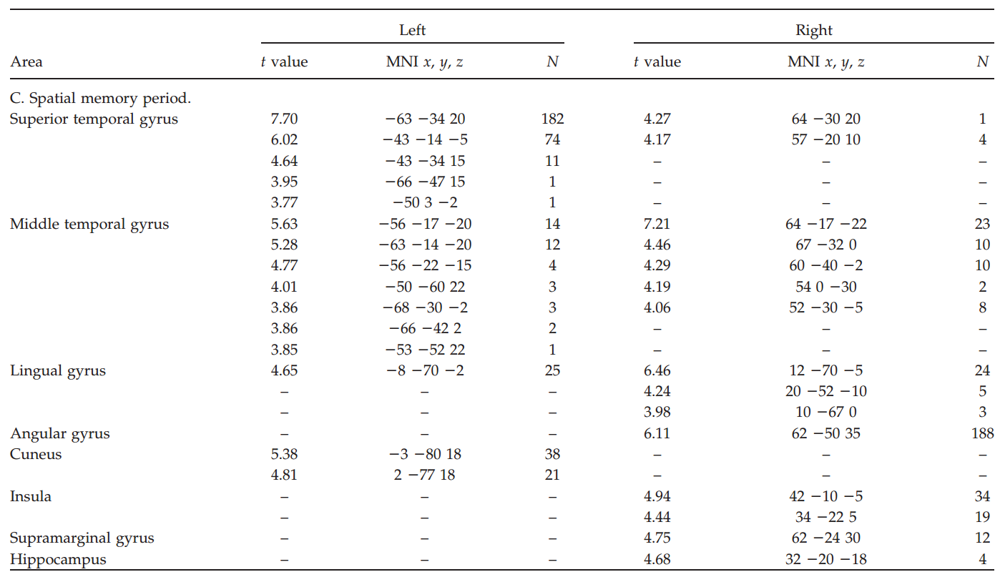 Left Right
Area t value MNI x, y, z N t value MNI x, y, z N
C. Spatial memory period.
Superior temporal gyrus 7.70 −63 −34 20 182 4.27 64 −30 20 1
6.02 −43 −14 −5 74 4.17 57 −20 10 4
4.64 −43 −34 15 11 – – –
3.95 −66 −47 15 1 – – –
3.77 −50 3 −2 1 – – –
Middle temporal gyrus 5.63 −56 −17 −20 14 7.21 64 −17 −22 23
5.28 −63 −14 −20 12 4.46 67 −32 0 10
4.77 −56 −22 −15 4 4.29 60 −40 −2 10
4.01 −50 −60 22 3 4.19 54 0 −30 2
3.86 −68 −30 −2 3 4.06 52 −30 −5 8
3.86 −66 −42 2 2 – – –
3.85 −53 −52 22 1 – – –
Lingual gyrus 4.65 −8 −70 −2 25 6.46 12 −70 −5 24
– – – 4.24 20 −52 −10 5
– – – 3.98 10 −67 0 3
Angular gyrus – – – 6.11 62 −50 35 188
Cuneus 5.38 −3 −80 18 38 – – –
4.81 2 −77 18 21 – – –
Insula – – – 4.94 42 −10 −5 34
– – – 4.44 34 −22 5 19
Supramarginal gyrus – – – 4.75 62 −24 30 12
Hippocampus – – – 4.68 32 −20 −18 4